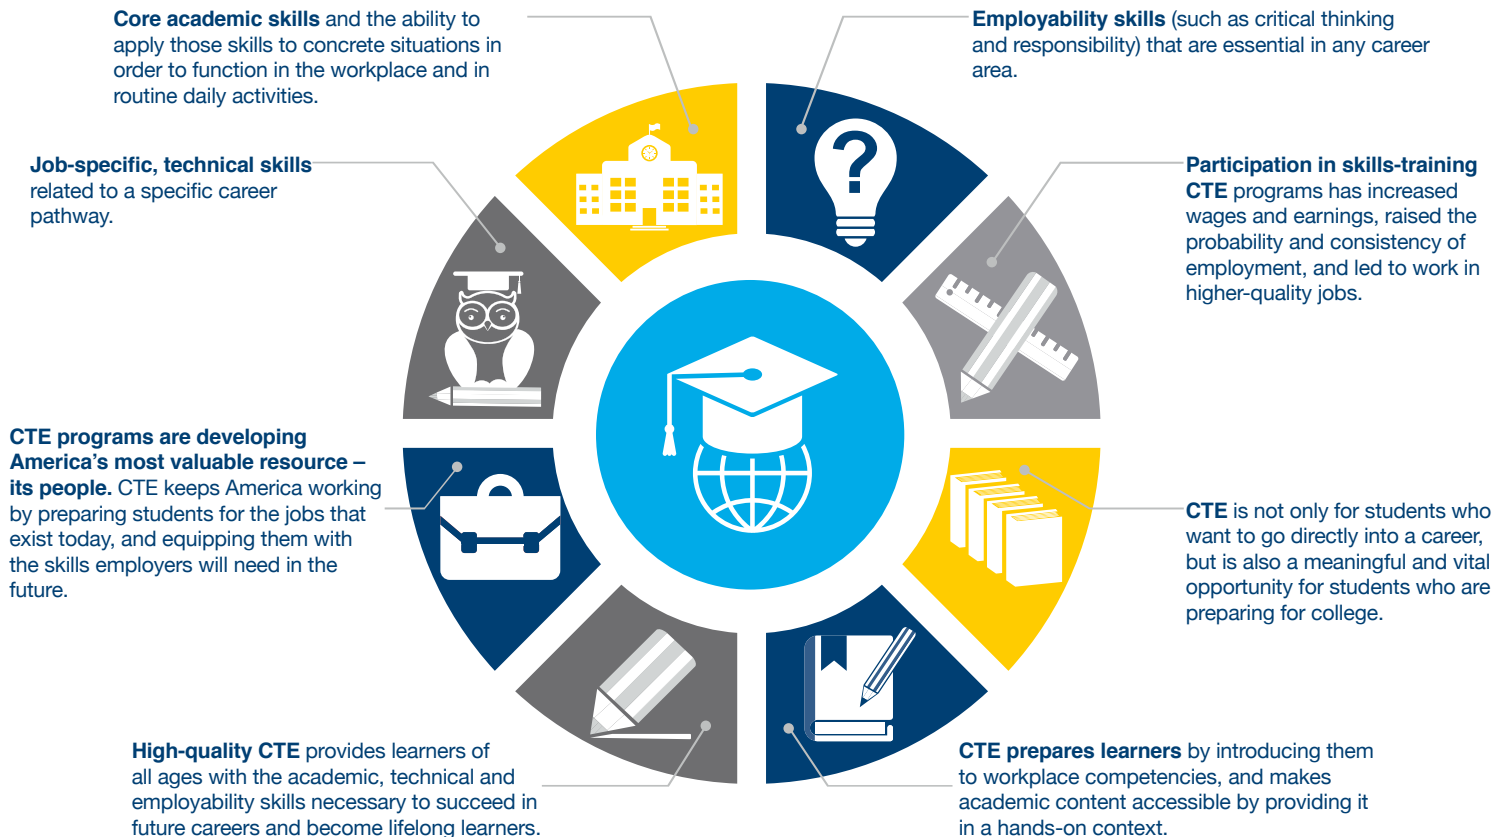 Core academic skills and the ability to
apply those skills to concrete situations in
order to function in the workplace and in
routine daily activities.
Employability skills (such as critical thinking
and responsibility) that are essential in any career
area.
Job-specific, technical skills
related to a specific career
pathway.
Participation in skills-training
CTE programs has increased
wages and earnings, raised the
probability and consistency of
employment, and led to work in
higher-quality jobs.
?
CTE programs are developing
America’s most valuable resource –
its people. CTE keeps America working
by preparing students for the jobs that
exist today, and equipping them with
the skills employers will need in the
future.
CTE is not only for students who
want to go directly into a career,
but is also a meaningful and vital
opportunity for students who are
preparing for college.
High-quality CTE provides learners of
all ages with the academic, technical and
employability skills necessary to succeed in
future careers and become lifelong learners.
CTE prepares learners by introducing them
to workplace competencies, and makes
academic content accessible by providing it
in a hands-on context.